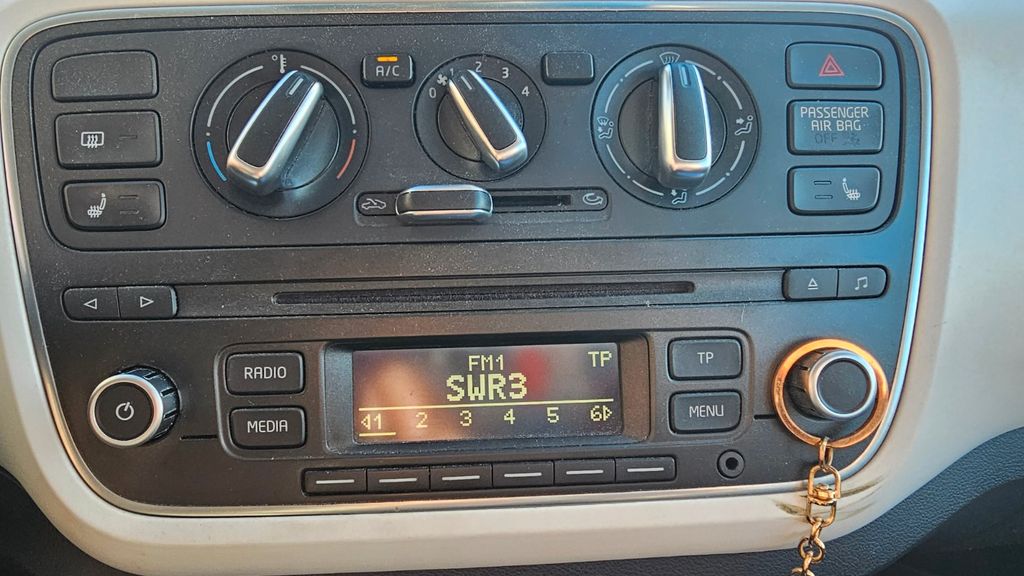 A/C
0 1 2 3 4
PASSENGER
AIR BAG
OFF
RADIO
MEDIA
FM1
TP
SWR3
1 2 3 4 5 6
TP
MENU